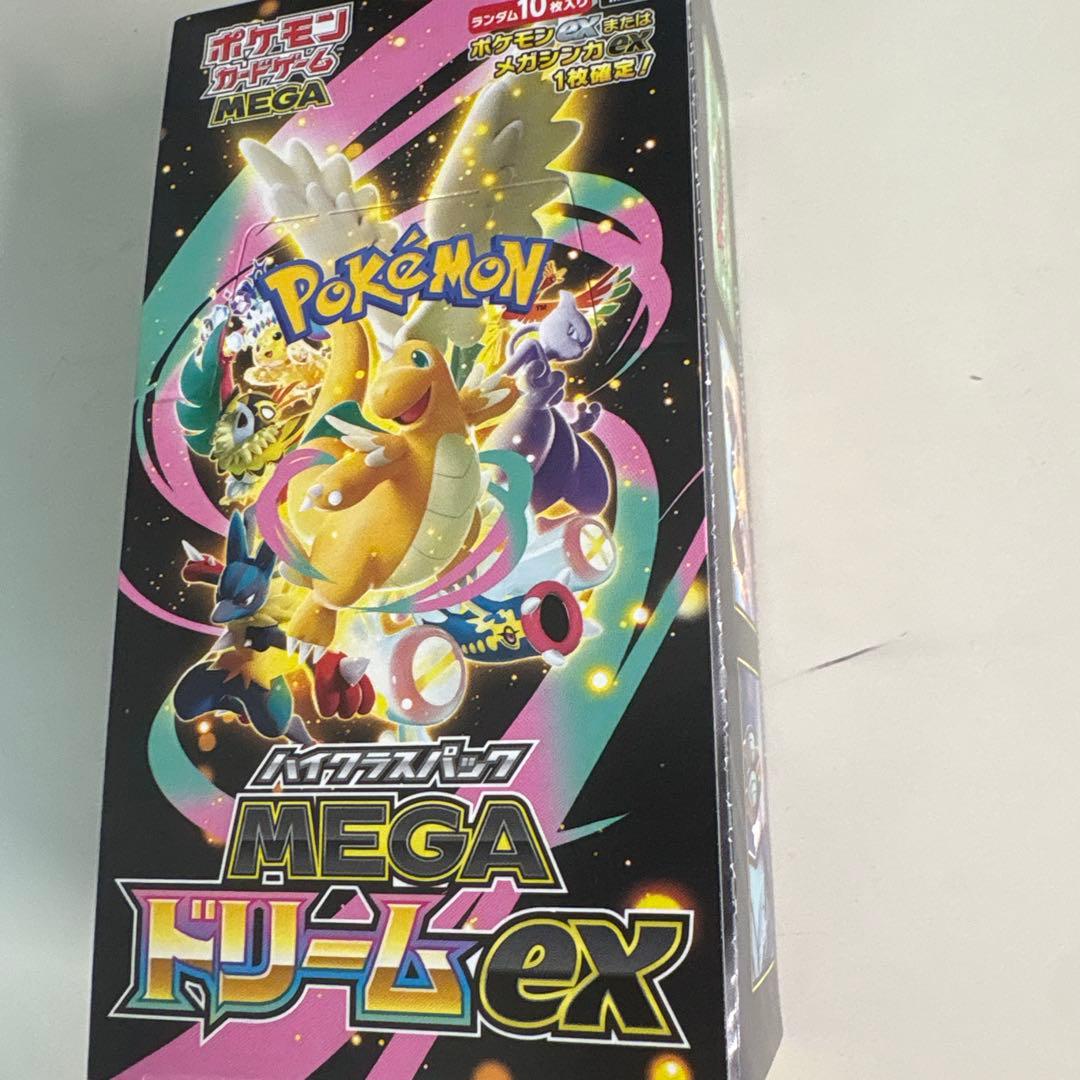 ポケモン
カードゲーム
MEGA
ランダム10枚入り
ポケモンexまたは
メガシンカex
1枚確定!
POKéMON
TM
ハイクラスパック
MEGA
ドリームex